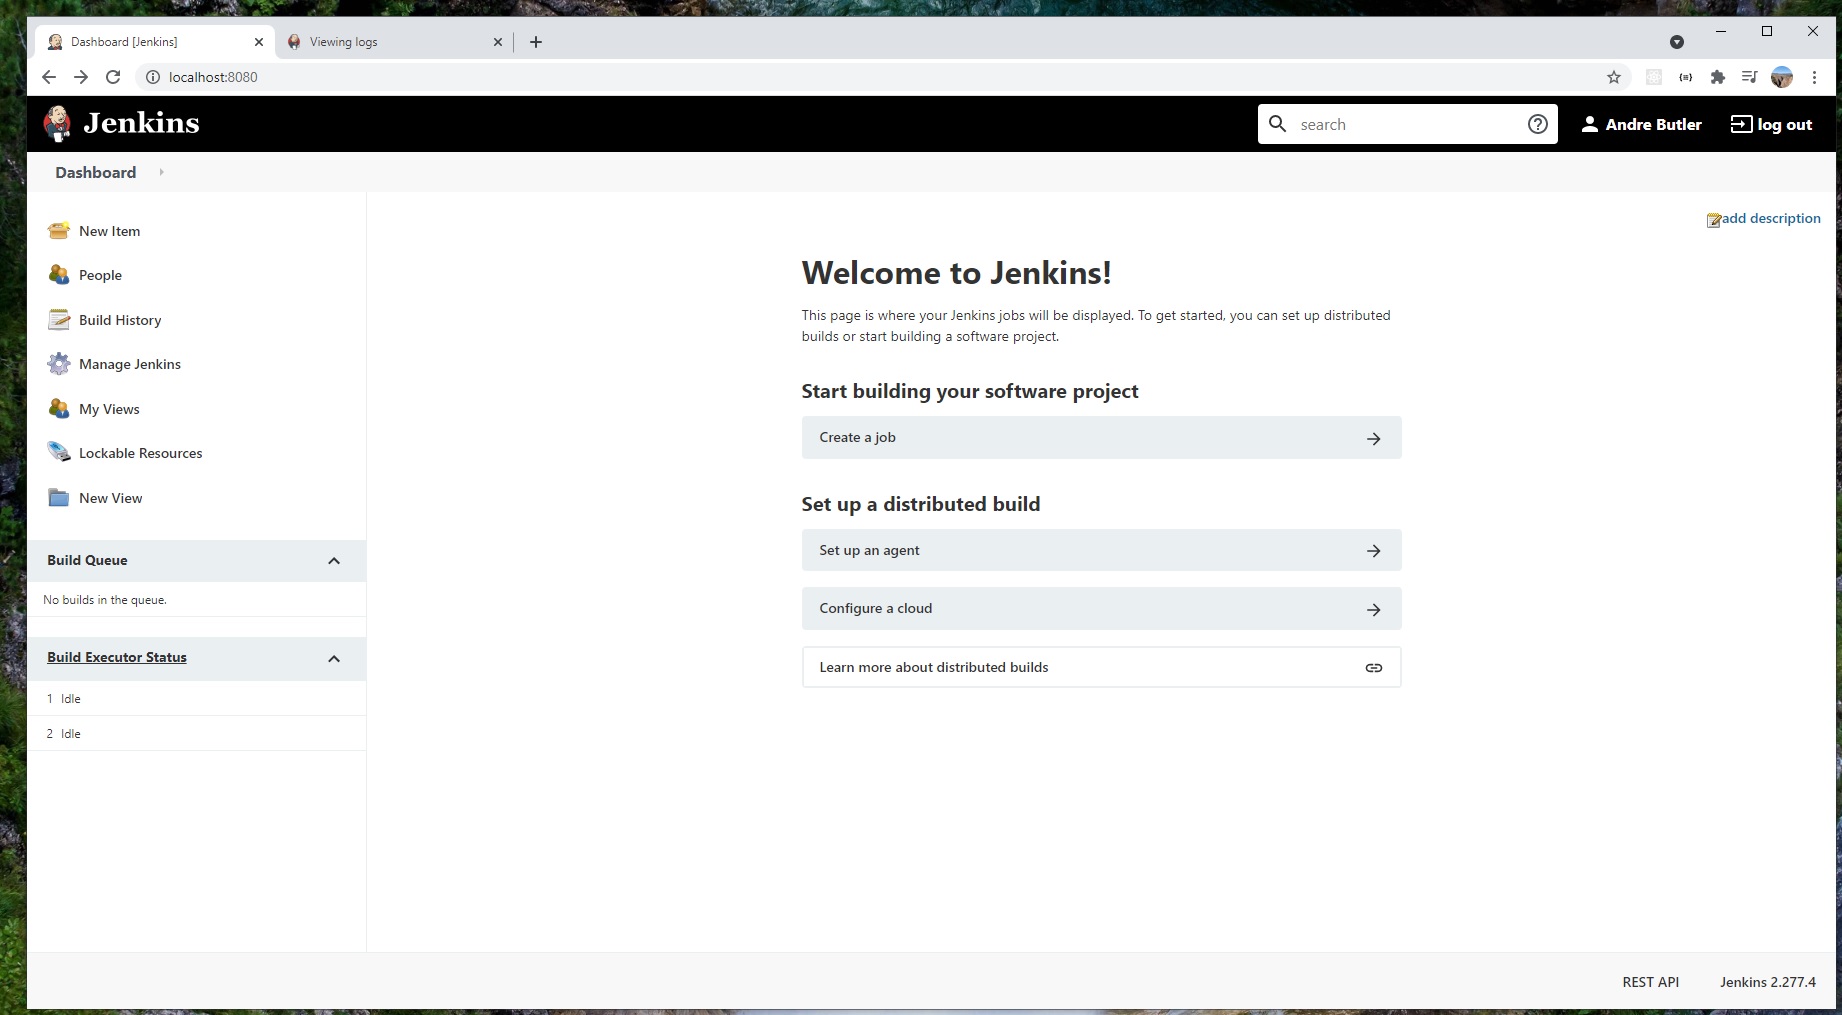 Dashboard [Jenkins]
Viewing logs
localhost:8080
Jenkins
search
Andre Butler
log out
Dashboard
New Item
People
Build History
Manage Jenkins
My Views
Lockable Resources
New View
Build Queue
No builds in the queue.
Build Executor Status
1 Idle
2 Idle
add description
Welcome to Jenkins!
This page is where your Jenkins jobs will be displayed. To get started, you can set up distributed
builds or start building a software project.
Start building your software project
Create a job
Set up a distributed build
Set up an agent
Configure a cloud
Learn more about distributed builds
REST API
Jenkins 2.277.4